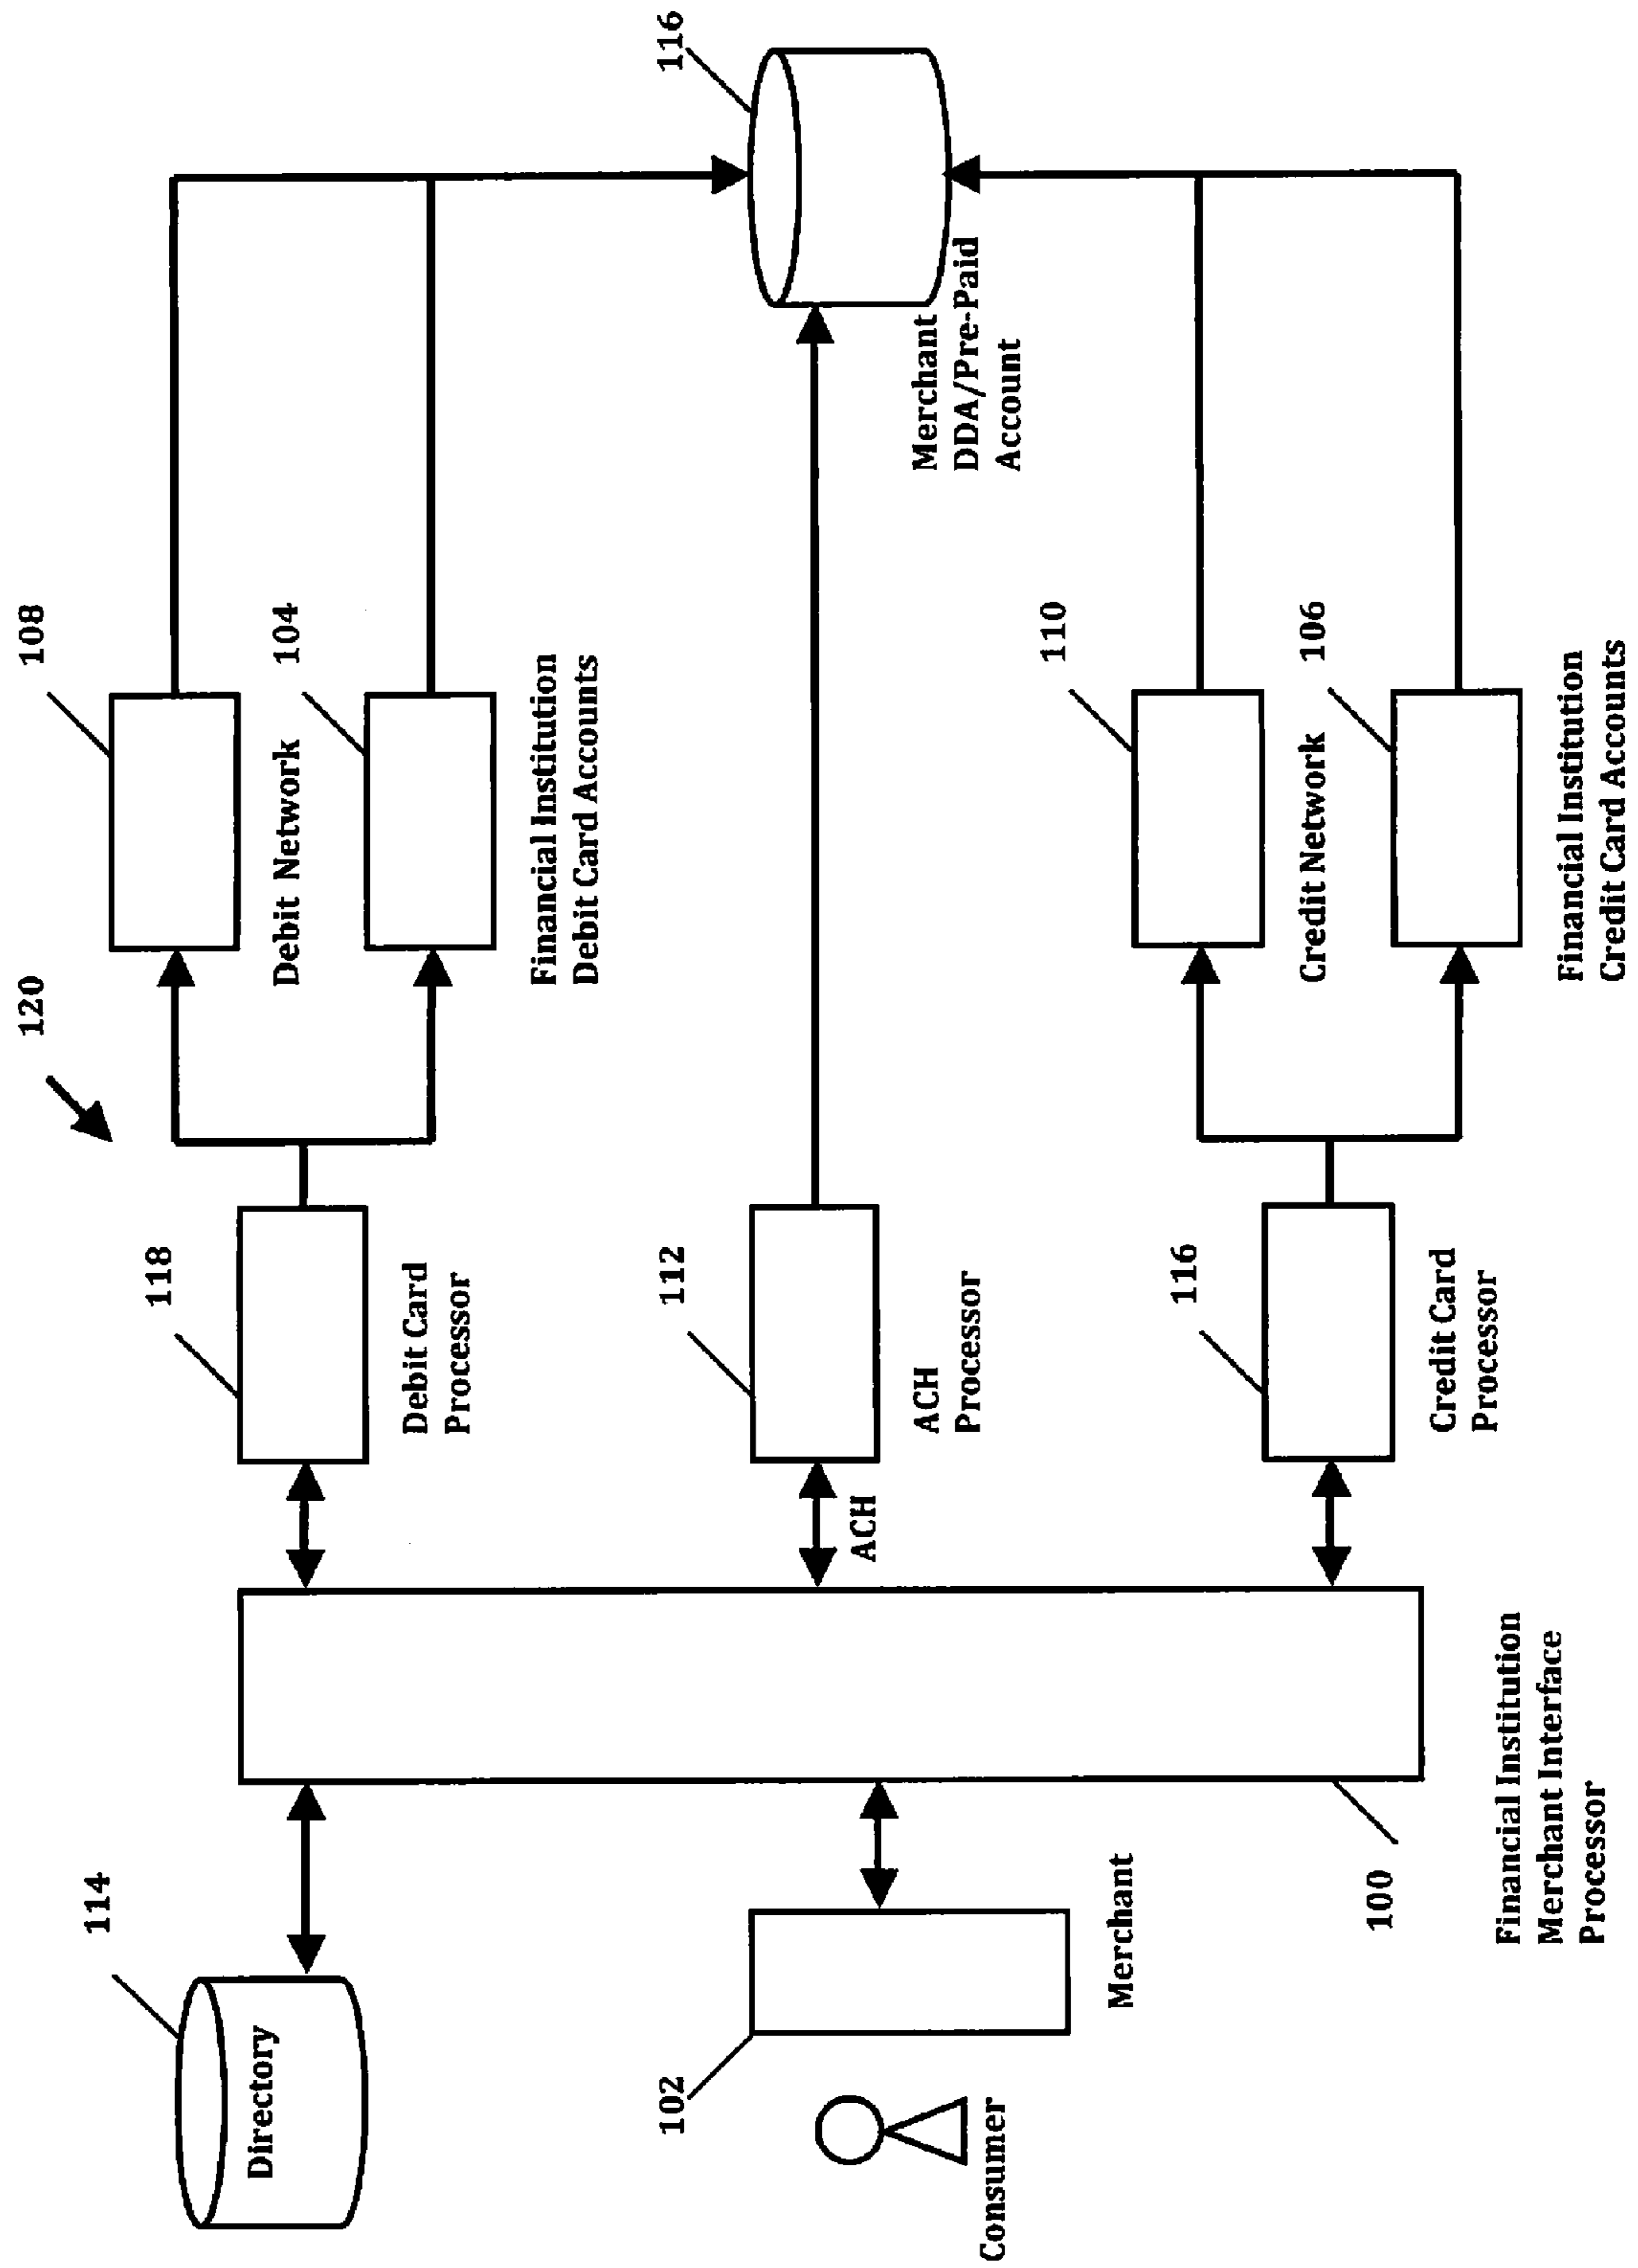 120
108
114
118
Directory
Debit Network
104
Debit Card
Processor
Financial Institution
Debit Card Accounts
102
112
116
ACH
ACH
Processor
Merchant
DDA/Pre-Paid
Account
Consumer
110
Merchant
116
Credit Network
106
100
Credit Card
Processor
Financial Institution
Merchant Interface
Processor
Financial Institution
Credit Card Accounts